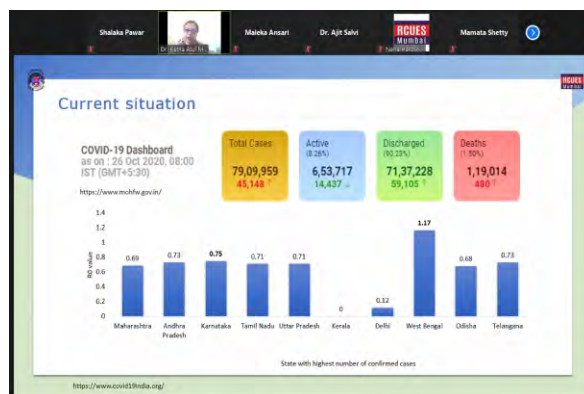 Shalaka Pawar
Maleka Ansari
Dr. Ajit Salvi
RCUES
Mumbai
Mamata Shetty
RCUES
Current situation
COVID-19 Dashboard
as on : 26 Oct 2020, 08:00
IST (GMT+5:30)
https://www.mohfw.gov.in/
Total Cases
79,09,959
45,148
Active
(8.26%)
6,53,717
14,437
Discharged
(90.23%)
71,37,228
59,105
Deaths
(1.50%)
1,19,014
480
R0 value
1.4
1.2
1
0.8
0.6
0.4
0.2
0
0.69
0.73
0.75
0.71
0.71
0
0.12
1.17
0.68
0.73
Maharashtra
Andhra
Pradesh
Karnataka
Tamil Nadu
Uttar Pradesh
Kerala
Delhi
West Bengal
Odisha
Telangana
State with highest number of confirmed cases
https://www.covid19india.org/